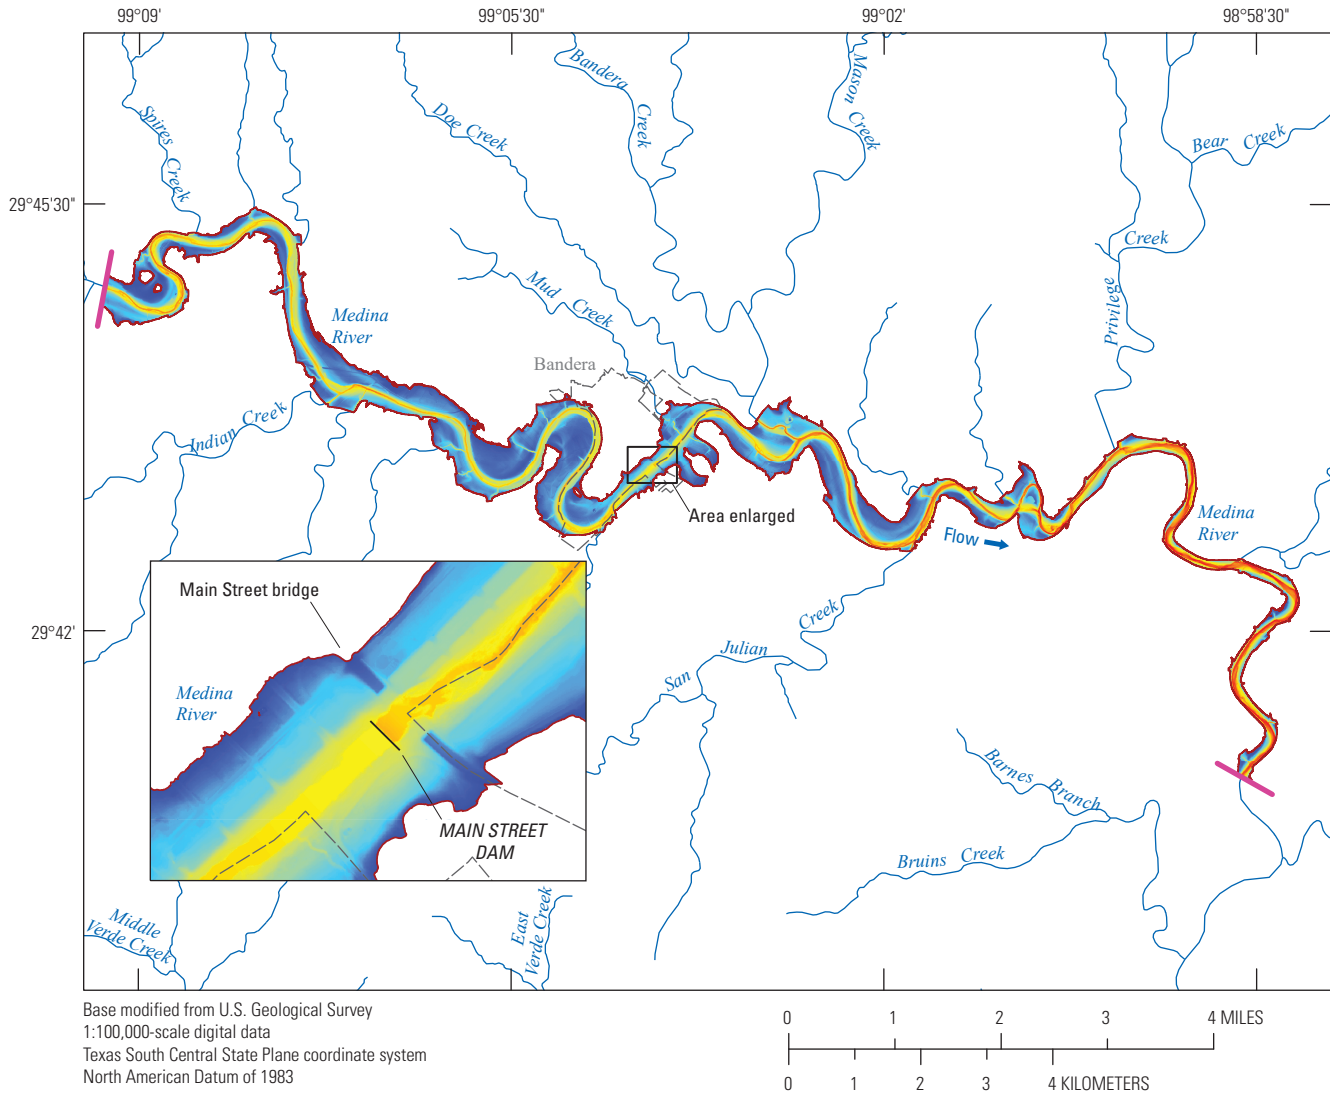 99°09'
99°05'30"
99°02'
98°58'30"
29°45'30"
29°42'
Spires Creek
Doe Creek
Bandera
Creek
Mason Creek
Bear Creek
Creek
Privilege
Mud Creek
Medina
River
Bandera
Indian Creek
Area enlarged
Flow
Medina
River
Main Street bridge
Medina
River
MAIN STREET
DAM
San Julian Creek
Barnes Branch
Bruins Creek
Middle
Verde Creek
East
Verde Creek
Base modified from U.S. Geological Survey
1:100,000-scale digital data
Texas South Central State Plane coordinate system
North American Datum of 1983
0 1 2 3 4 MILES
0 1 2 3 4 KILOMETERS